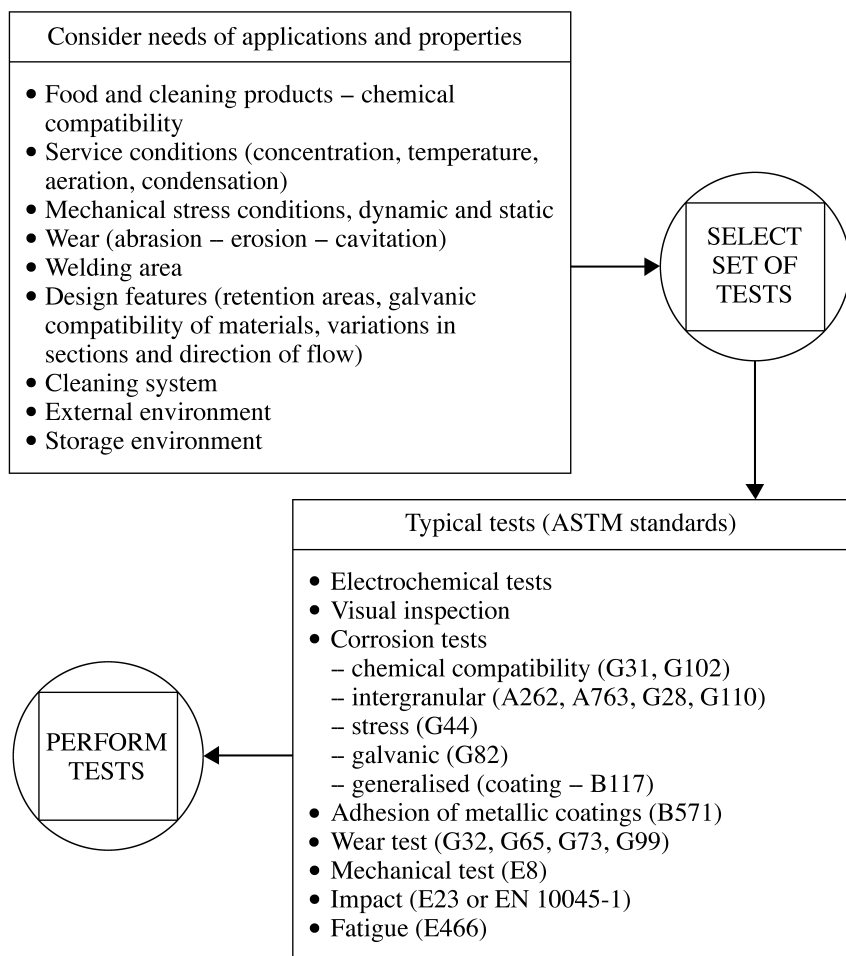 Consider needs of applications and properties
• Food and cleaning products – chemical
compatibility
• Service conditions (concentration, temperature,
aeration, condensation)
• Mechanical stress conditions, dynamic and static
• Wear (abrasion – erosion – cavitation)
• Welding area
• Design features (retention areas, galvanic
compatibility of materials, variations in
sections and direction of flow)
• Cleaning system
• External environment
• Storage environment
SELECT
SET OF
TESTS
Typical tests (ASTM standards)
• Electrochemical tests
• Visual inspection
• Corrosion tests
– chemical compatibility (G31, G102)
– intergranular (A262, A763, G28, G110)
– stress (G44)
– galvanic (G82)
– generalised (coating – B117)
• Adhesion of metallic coatings (B571)
• Wear test (G32, G65, G73, G99)
• Mechanical test (E8)
• Impact (E23 or EN 10045-1)
• Fatigue (E466)
PERFORM
TESTS